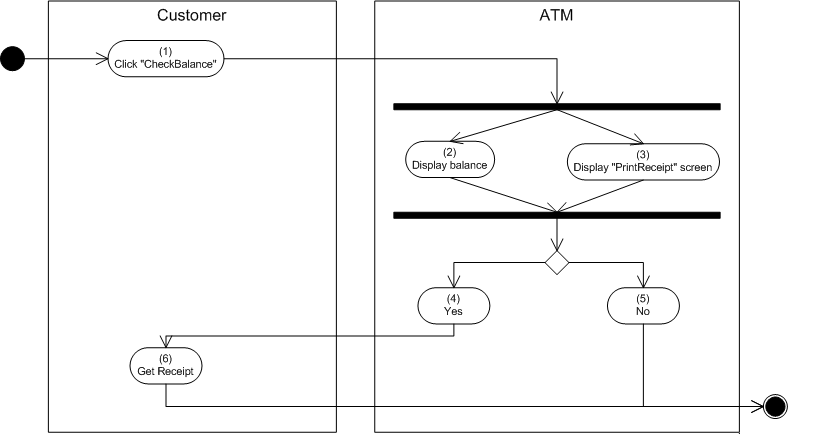 Customer
ATM
(1)
Click "CheckBalance"
(2)
Display balance
(3)
Display "PrintReceipt" screen
(4)
Yes
(5)
No
(6)
Get Receipt